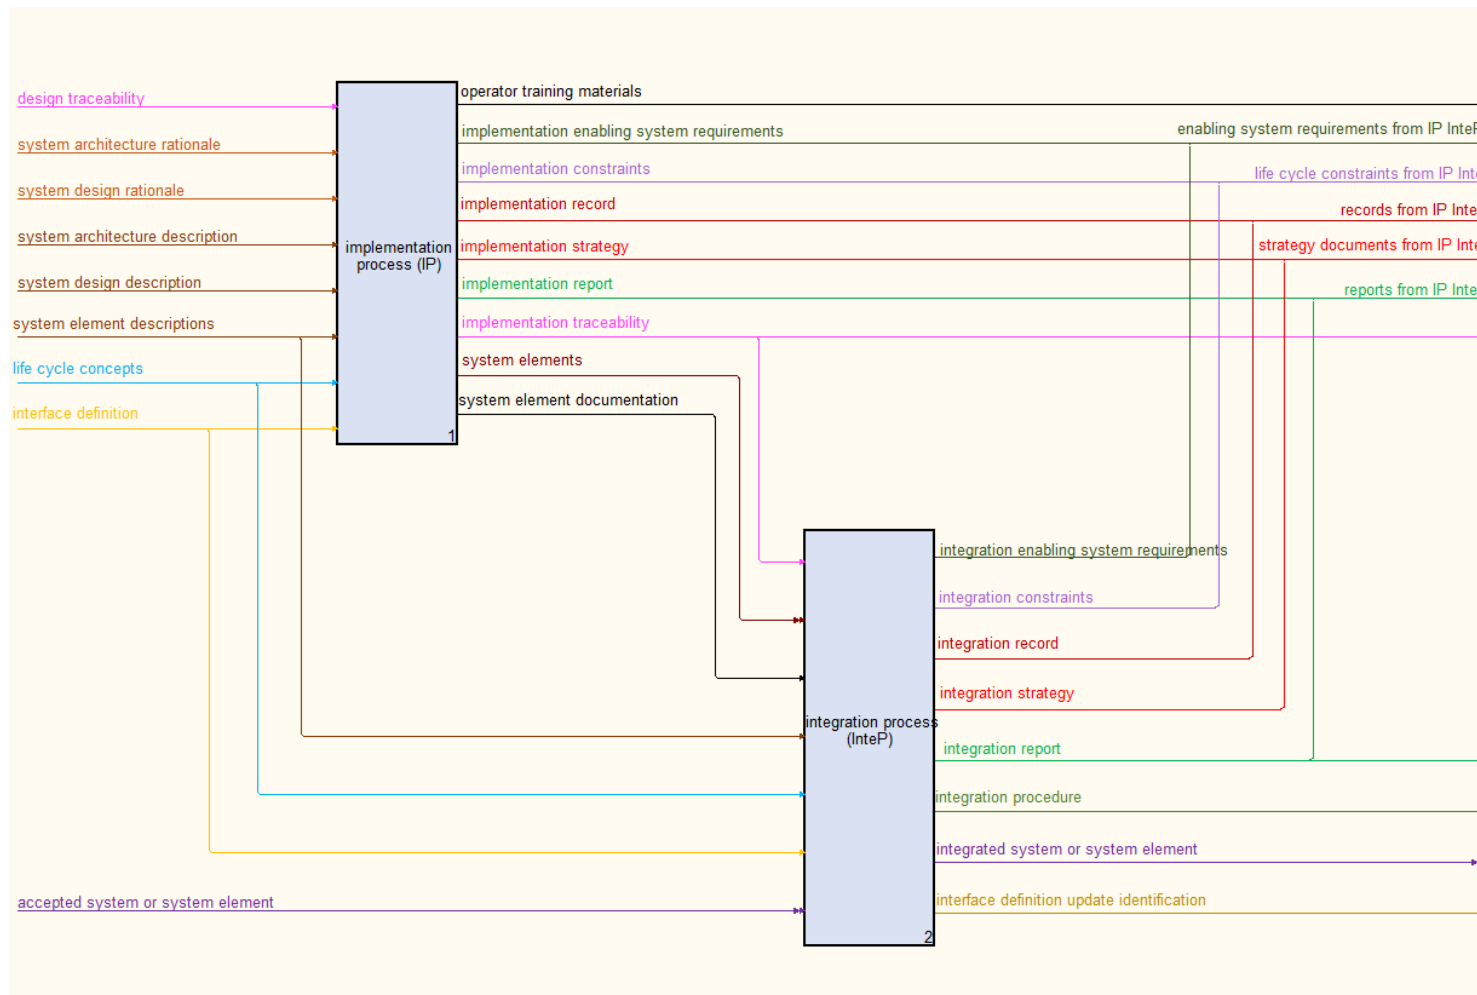 design traceability
system architecture rationale
system design rationale
system architecture description
system design description
system element descriptions
life cycle concepts
interface definition
implementation
process (IP)
1
operator training materials
implementation enabling system requirements
enabling system requirements from IP InteP
implementation constraints
life cycle constraints from IP Inte
implementation record
records from IP Inte
implementation strategy
strategy documents from IP Inte
implementation report
reports from IP Inte
implementation traceability
system elements
system element documentation
integration process
(InteP)
2
integration enabling system requirements
integration constraints
integration record
integration strategy
integration report
integration procedure
integrated system or system element
interface definition update identification
accepted system or system element